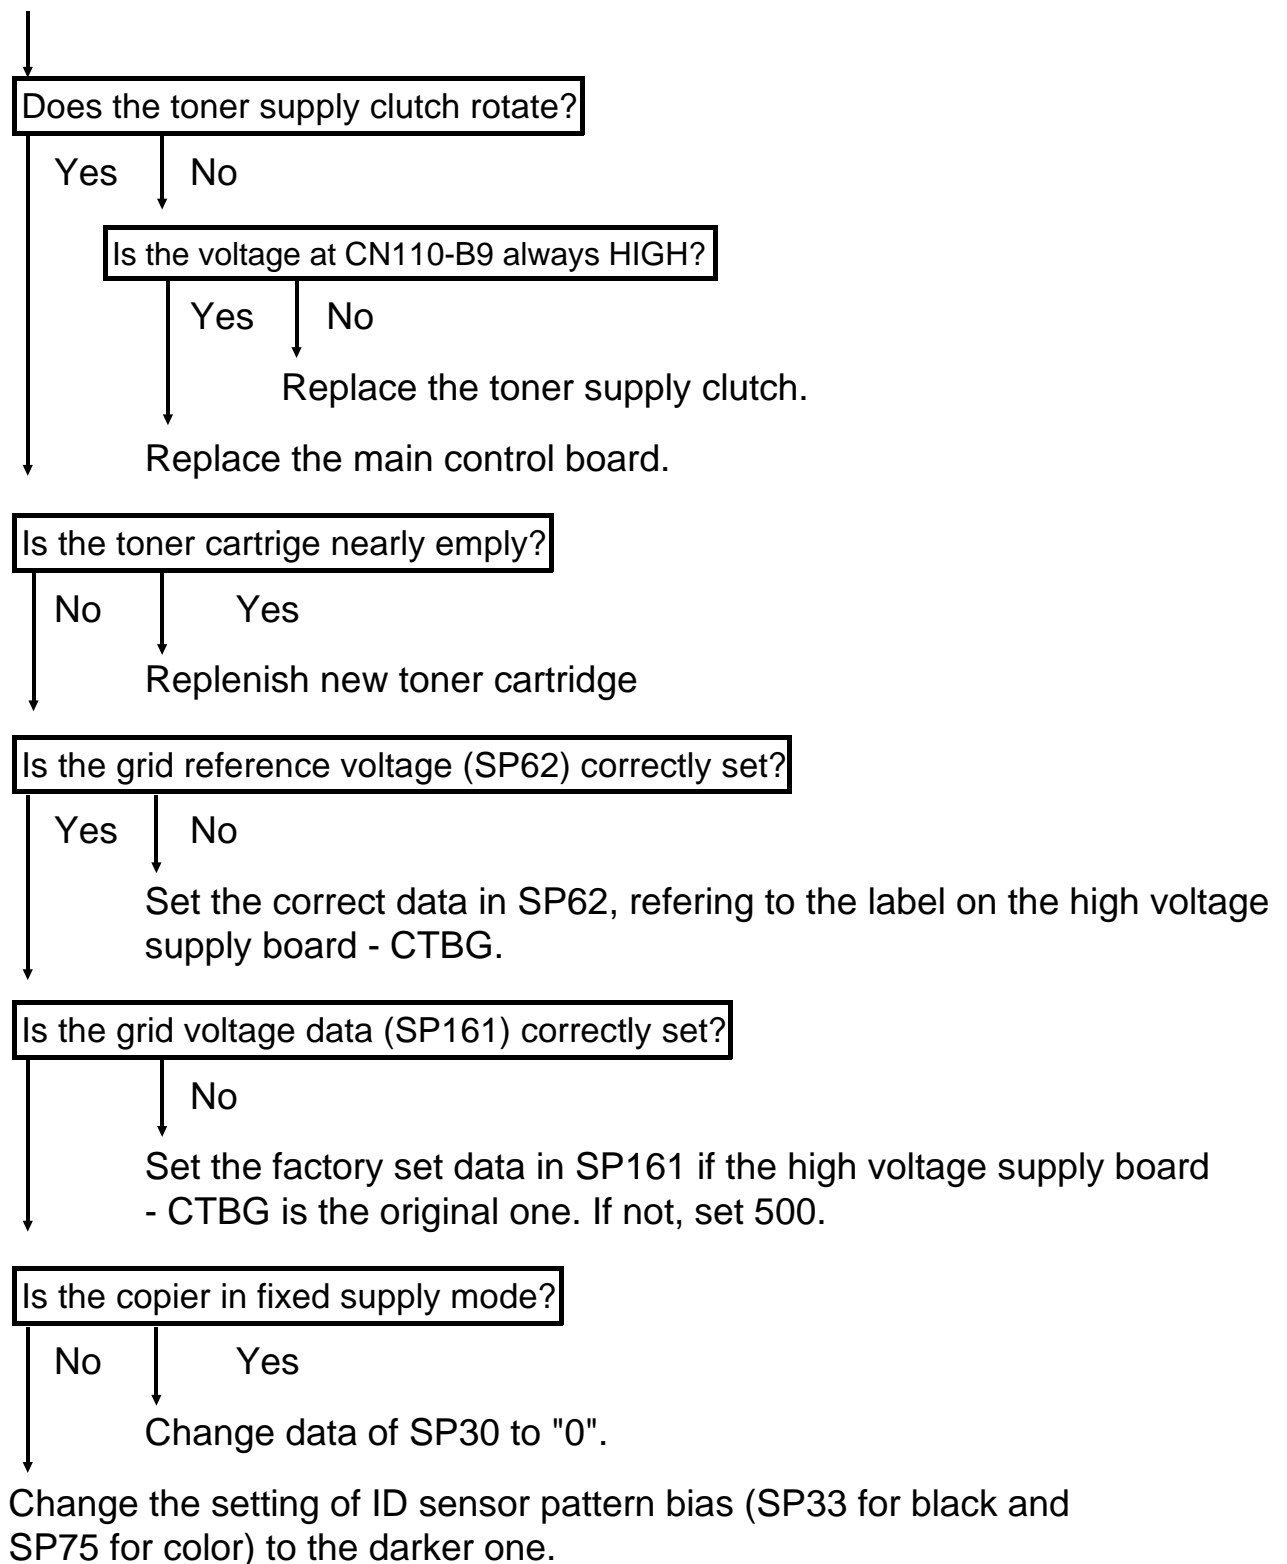 Does the toner supply clutch rotate?
Yes No
Is the voltage at CN110-B9 always HIGH?
Yes No
Replace the toner supply clutch.
Replace the main control board.
Is the toner cartrige nearly emply?
No Yes
Replenish new toner cartridge
Is the grid reference voltage (SP62) correctly set?
Yes No
Set the correct data in SP62, refering to the label on the high voltage
supply board - CTBG.
Is the grid voltage data (SP161) correctly set?
No
Set the factory set data in SP161 if the high voltage supply board
- CTBG is the original one. If not, set 500.
Is the copier in fixed supply mode?
No Yes
Change data of SP30 to "0".
Change the setting of ID sensor pattern bias (SP33 for black and
SP75 for color) to the darker one.